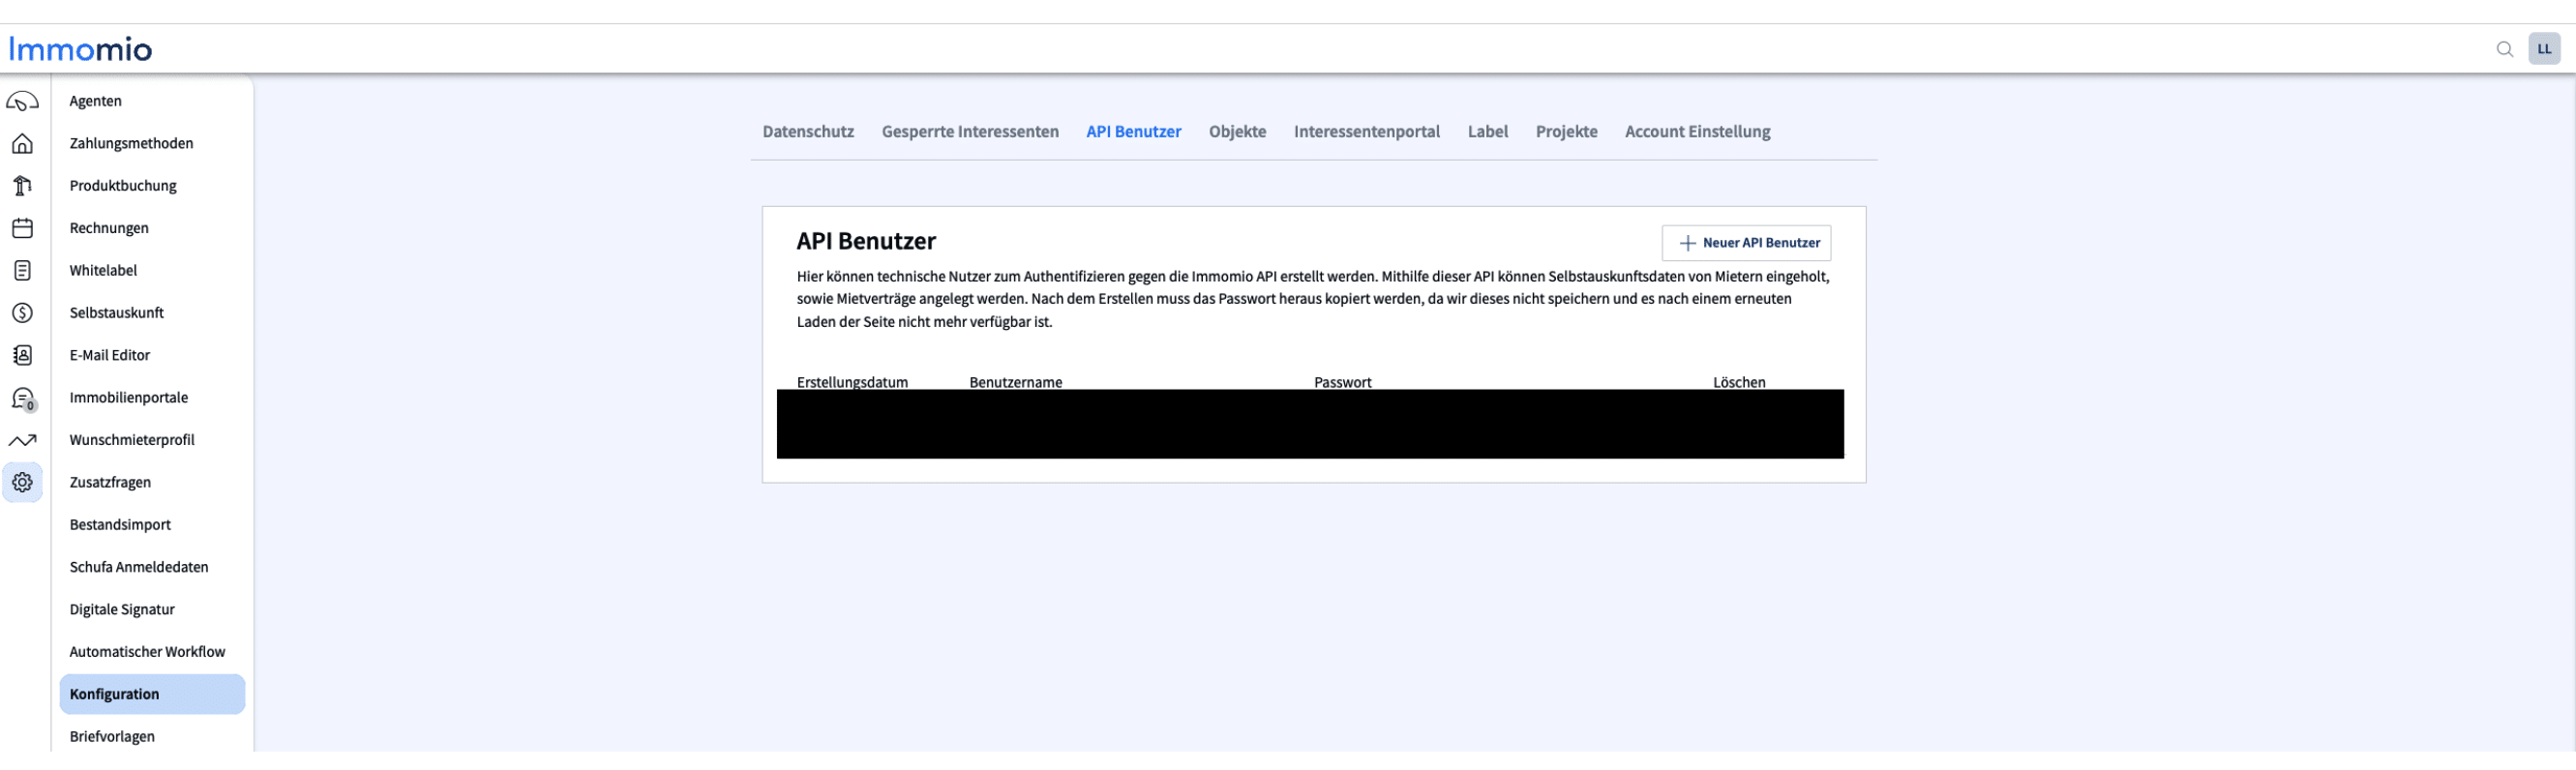 Immomio
LL
Agenten
Zahlungsmethoden
Produktbuchung
Rechnungen
Whitelabel
Selbstauskunft
E-Mail Editor
Immobilienportale
0
Wunschmieterprofil
Zusatzfragen
Bestandsimport
Schufa Anmeldedaten
Digitale Signatur
Automatischer Workflow
Konfiguration
Briefvorlagen
Datenschutz Gesperrte Interessenten API Benutzer Objekte Interessentenportal Label Projekte Account Einstellung
API Benutzer
Neuer API Benutzer
Hier können technische Nutzer zum Authentifizieren gegen die Immomio API erstellt werden. Mithilfe dieser API können Selbstauskunftsdaten von Mietern eingeholt,
sowie Mietverträge angelegt werden. Nach dem Erstellen muss das Passwort heraus kopiert werden, da wir dieses nicht speichern und es nach einem erneuten
Laden der Seite nicht mehr verfügbar ist.
Erstellungsdatum Benutzername Passwort Löschen